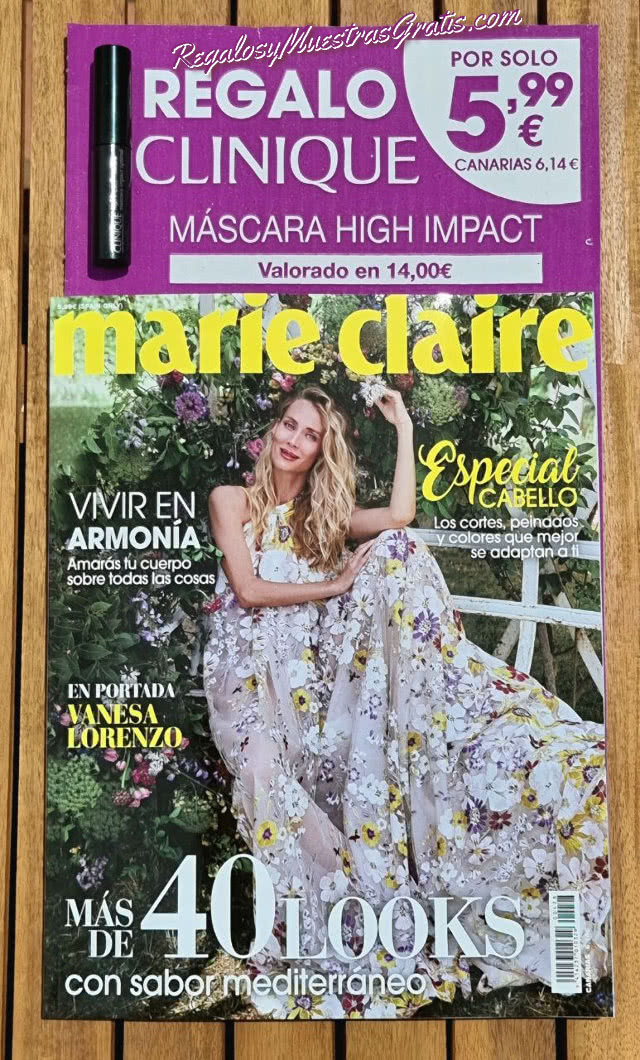 RegalosyMuestrasGratis.com
REGALO
CLINIQUE
POR SOLO
5,99
€
CANARIAS 6,14 €
MÁSCARA HIGH IMPACT
Valorado en 14,00€
CLINIQUE
marie claire
Especial
CABELLO
Los cortes, peinados
y colores que mejor
se adaptan a ti
VIVIR EN
ARMONÍA
Amarás tu cuerpo
sobre todas las cosas
EN PORTADA
VANESA
LORENZO
MÁS
DE 40 LOOKS
con sabor mediterráneo